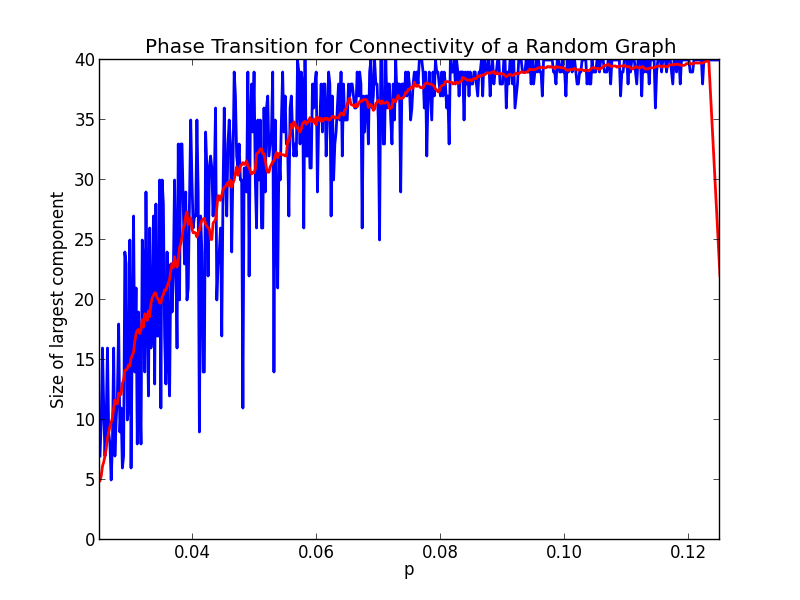 Phase Transition for Connectivity of a Random Graph
40
35
30
25
20
15
10
5
0
Size of largest component
0.04 0.06 0.08 0.10 0.12
p